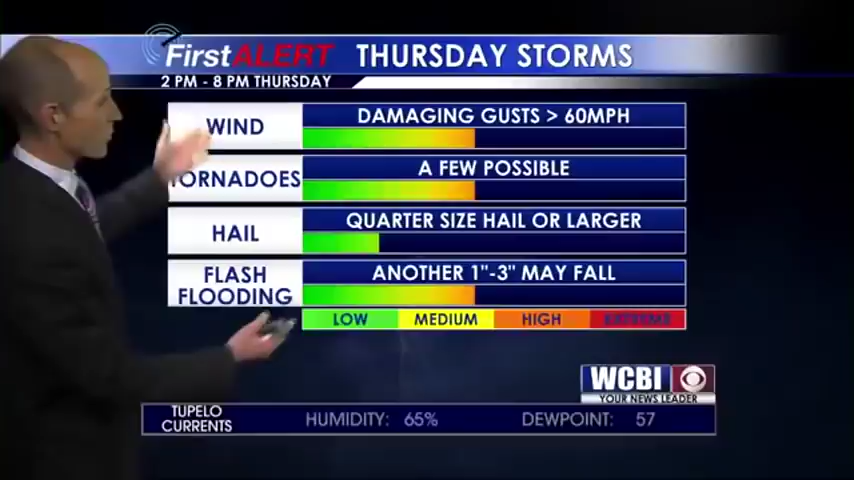 FirstALERT THURSDAY STORMS
2 PM - 8 PM THURSDAY
WIND
DAMAGING GUSTS > 60MPH
TORNADOES
A FEW POSSIBLE
HAIL
QUARTER SIZE HAIL OR LARGER
FLASH
FLOODING
ANOTHER 1"-3" MAY FALL
LOW MEDIUM HIGH EXTREME
WCBI
YOUR NEWS LEADER
TUPELO
CURRENTS
HUMIDITY: 65% DEWPOINT: 57